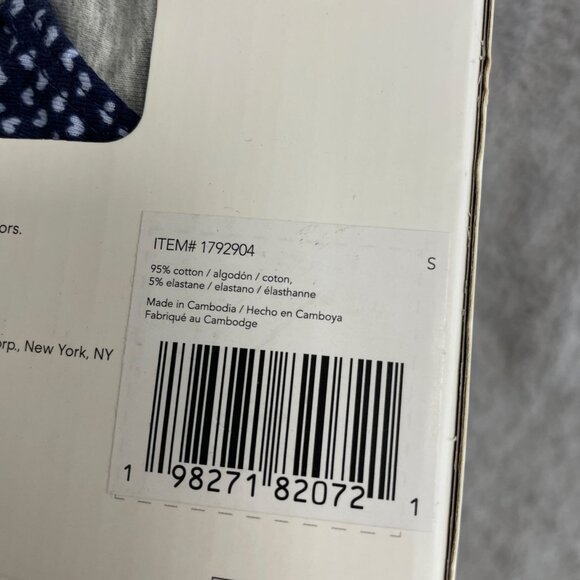 ors.
ITEM# 1792904
S
95% cotton / algodón / coton,
5% elastane / elastano / élasthanne
Made in Cambodia / Hecho en Camboya
Fabriqué au Cambodge
orp., New York, NY
1 98271 82072 1